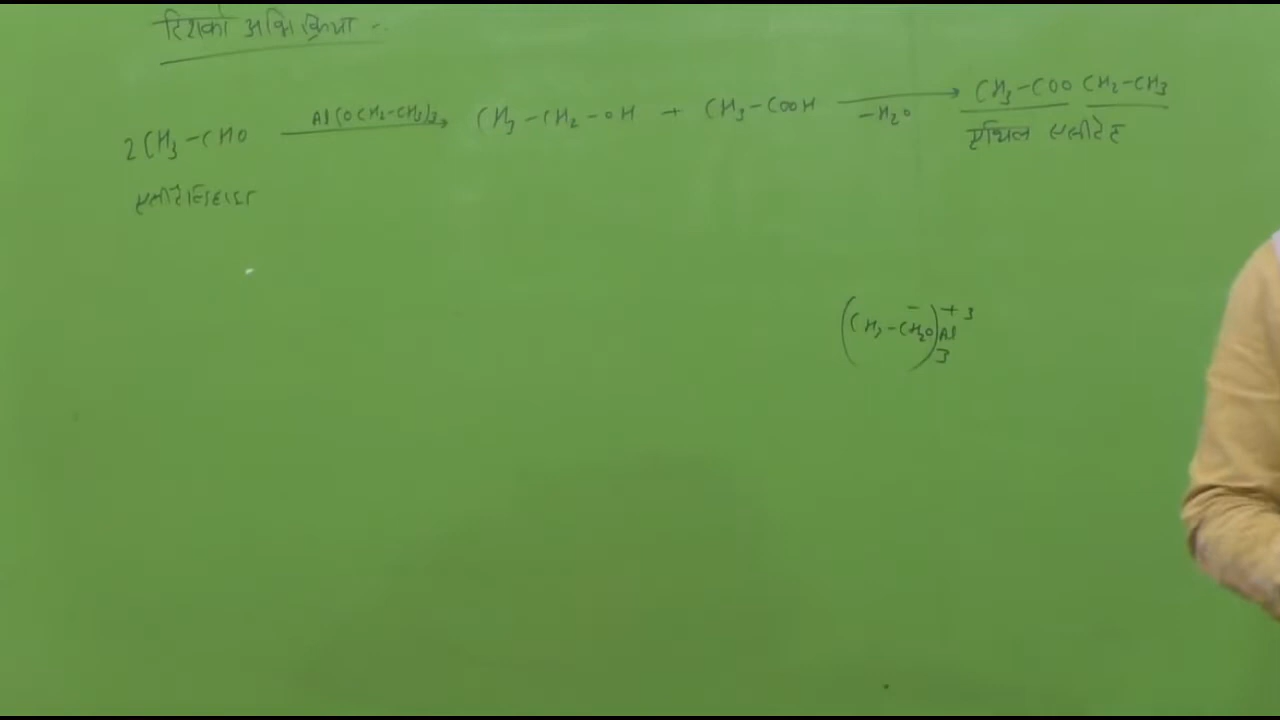 टिशको अभिक्रिया :-
2CH₃-CHO Al(OCH₂-CH₃)₃ CH₃-CH₂-OH + CH₃-COOH -H₂O CH₃-COO CH₂-CH₃
एसीटैल्डिहाइड एथिल एसीटेट
(CH₃-CH₂O⁻)₃ Al⁺³